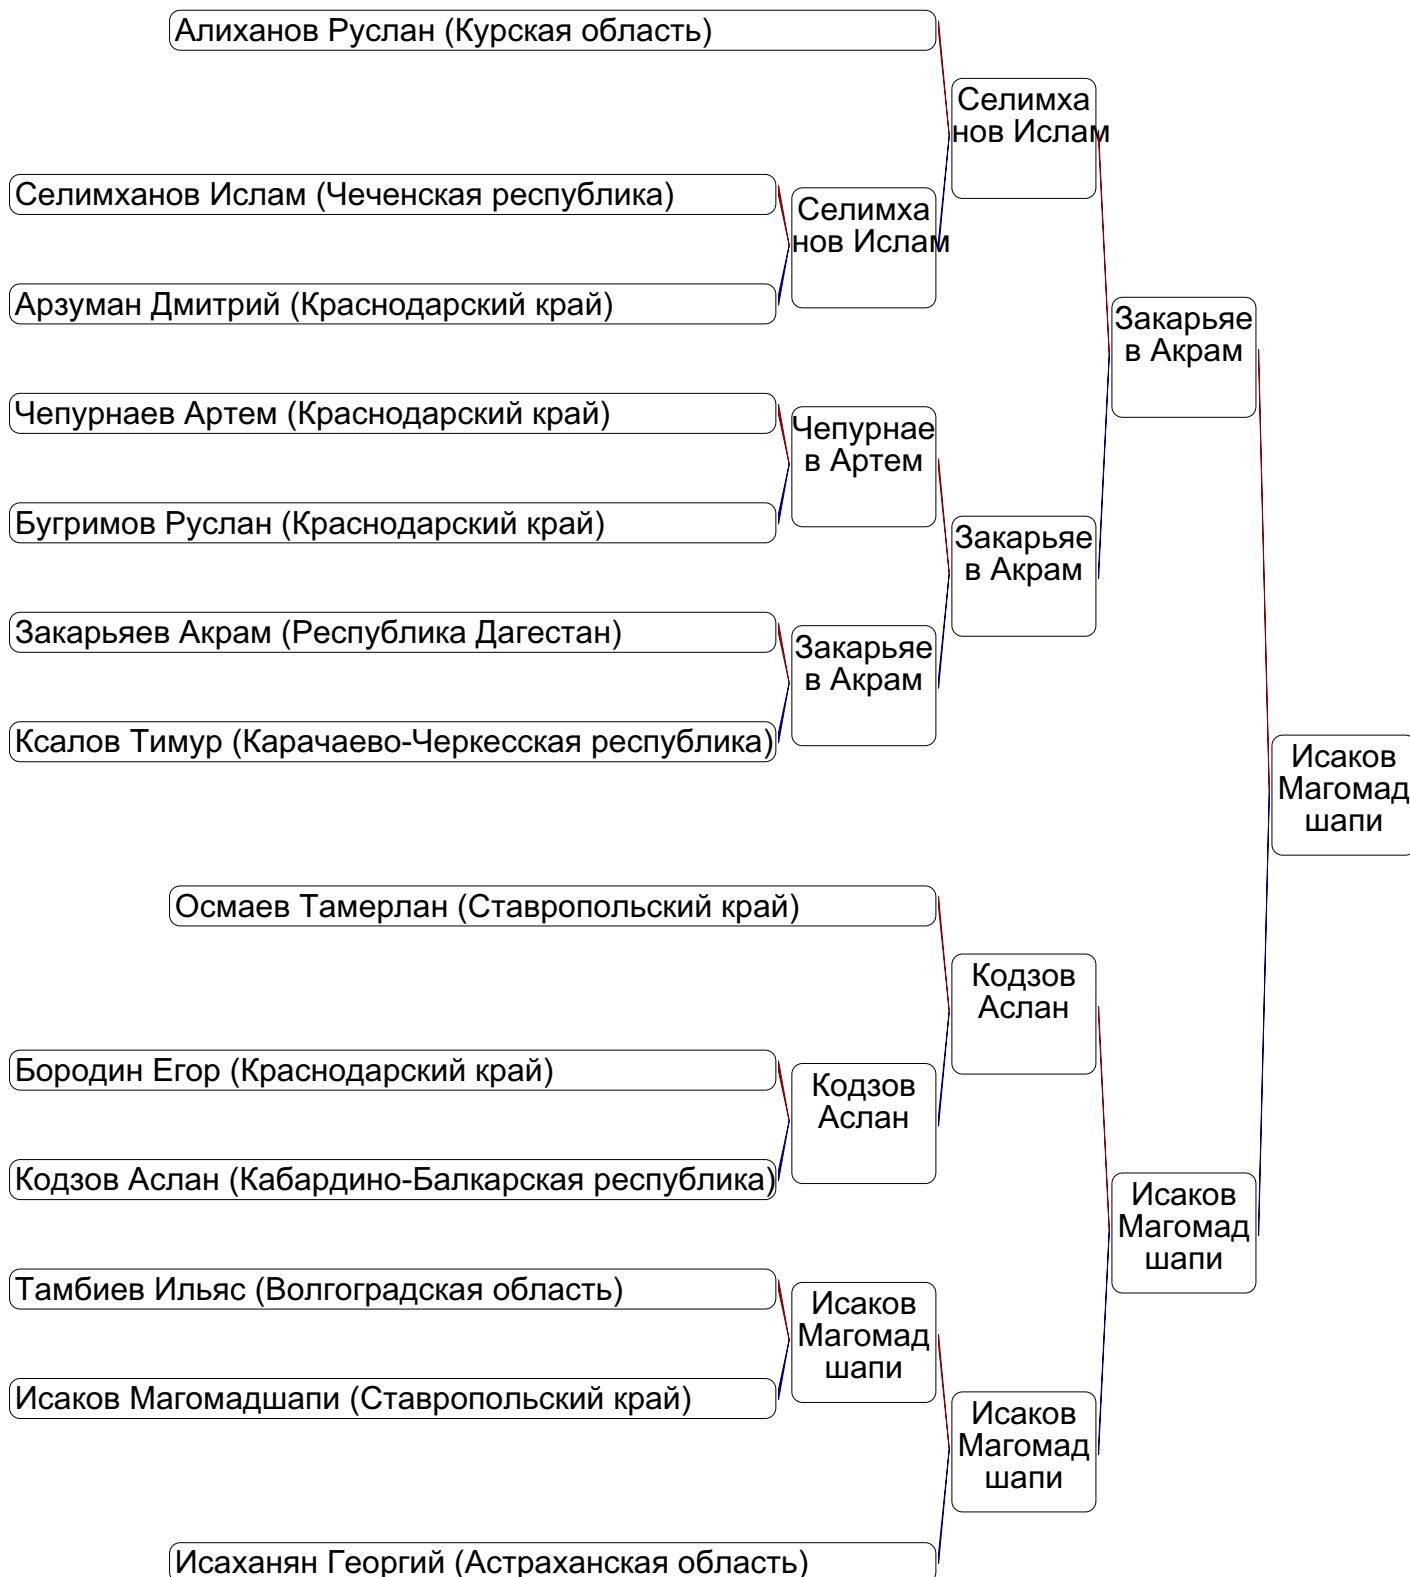 Алиханов Руслан (Курская область)
Селимха
нов Ислам
Селимханов Ислам (Чеченская республика)
Селимха
нов Ислам
Арзуман Дмитрий (Краснодарский край)
Закарьяе
в Акрам
Чепурнаев Артем (Краснодарский край)
Чепурнае
в Артем
Бугримов Руслан (Краснодарский край)
Закарьяе
в Акрам
Закарьяев Акрам (Республика Дагестан)
Закарьяе
в Акрам
Ксалов Тимур (Карачаево-Черкесская республика)
Исаков
Магомад
шапи
Осмаев Тамерлан (Ставропольский край)
Кодзов
Аслан
Бородин Егор (Краснодарский край)
Кодзов
Аслан
Кодзов Аслан (Кабардино-Балкарская республика)
Исаков
Магомад
шапи
Тамбиев Ильяс (Волгоградская область)
Исаков
Магомад
шапи
Исаков Магомадшапи (Ставропольский край)
Исаков
Магомад
шапи
Исаханян Георгий (Астраханская область)